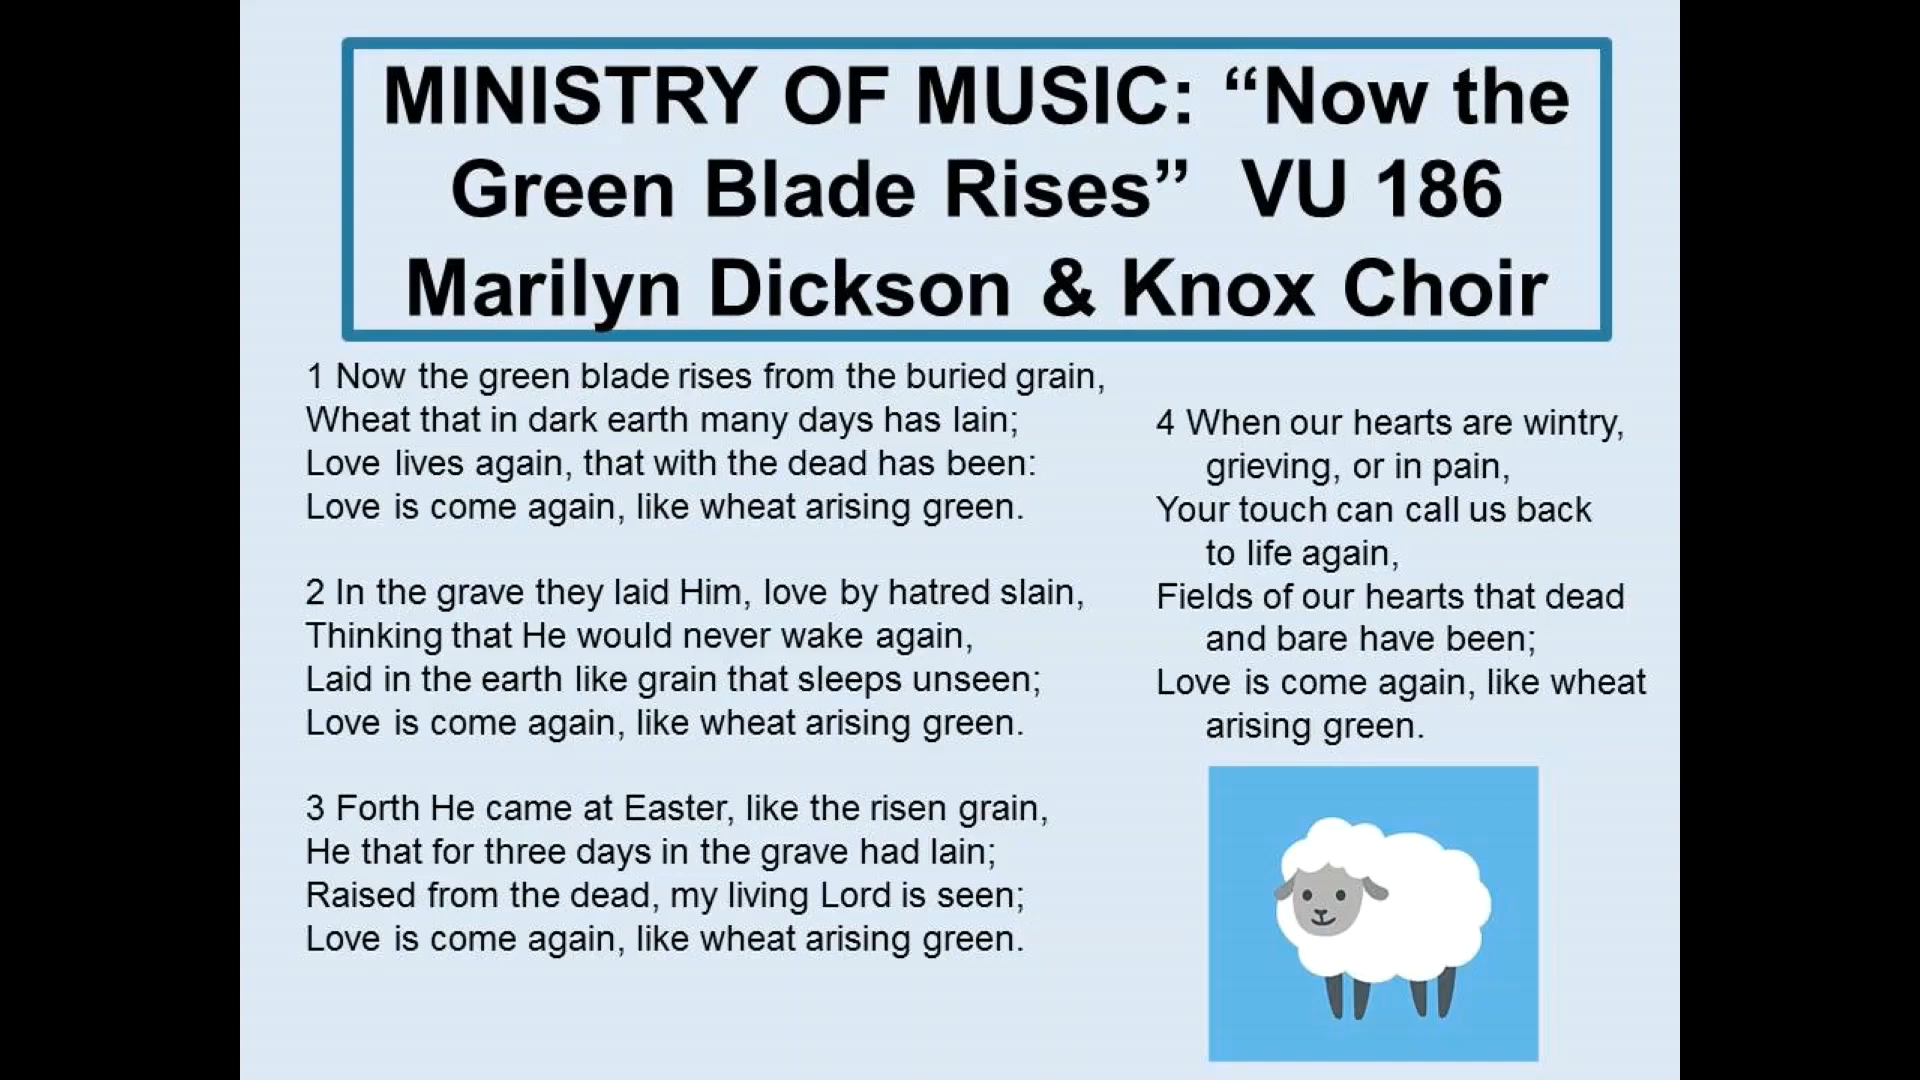 MINISTRY OF MUSIC: “Now the
Green Blade Rises” VU 186
Marilyn Dickson & Knox Choir
1 Now the green blade rises from the buried grain,
Wheat that in dark earth many days has lain;
Love lives again, that with the dead has been:
Love is come again, like wheat arising green.
2 In the grave they laid Him, love by hatred slain,
Thinking that He would never wake again,
Laid in the earth like grain that sleeps unseen;
Love is come again, like wheat arising green.
3 Forth He came at Easter, like the risen grain,
He that for three days in the grave had lain;
Raised from the dead, my living Lord is seen;
Love is come again, like wheat arising green.
4 When our hearts are wintry,
grieving, or in pain,
Your touch can call us back
to life again,
Fields of our hearts that dead
and bare have been;
Love is come again, like wheat
arising green.